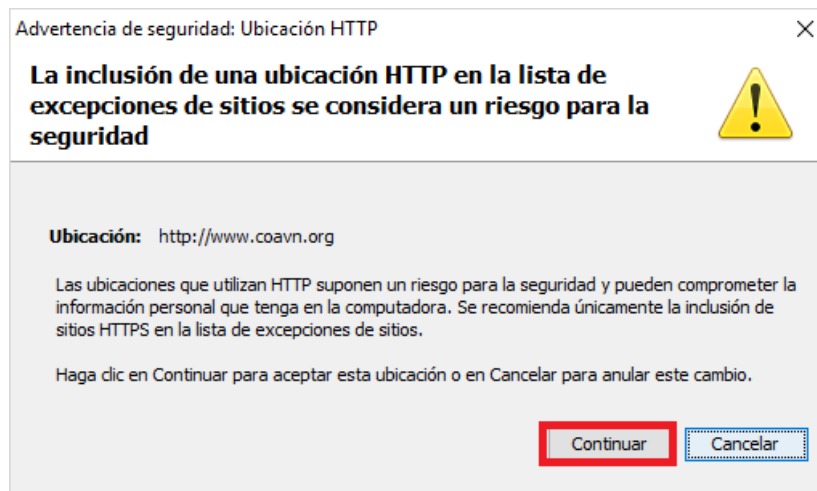 Advertencia de seguridad: Ubicación HTTP
La inclusión de una ubicación HTTP en la lista de
excepciones de sitios se considera un riesgo para la
seguridad
Ubicación: http://www.coavn.org
Las ubicaciones que utilizan HTTP suponen un riesgo para la seguridad y pueden comprometer la
información personal que tenga en la computadora. Se recomienda únicamente la inclusión de
sitios HTTPS en la lista de excepciones de sitios.
Haga clic en Continuar para aceptar esta ubicación o en Cancelar para anular este cambio.
Continuar Cancelar